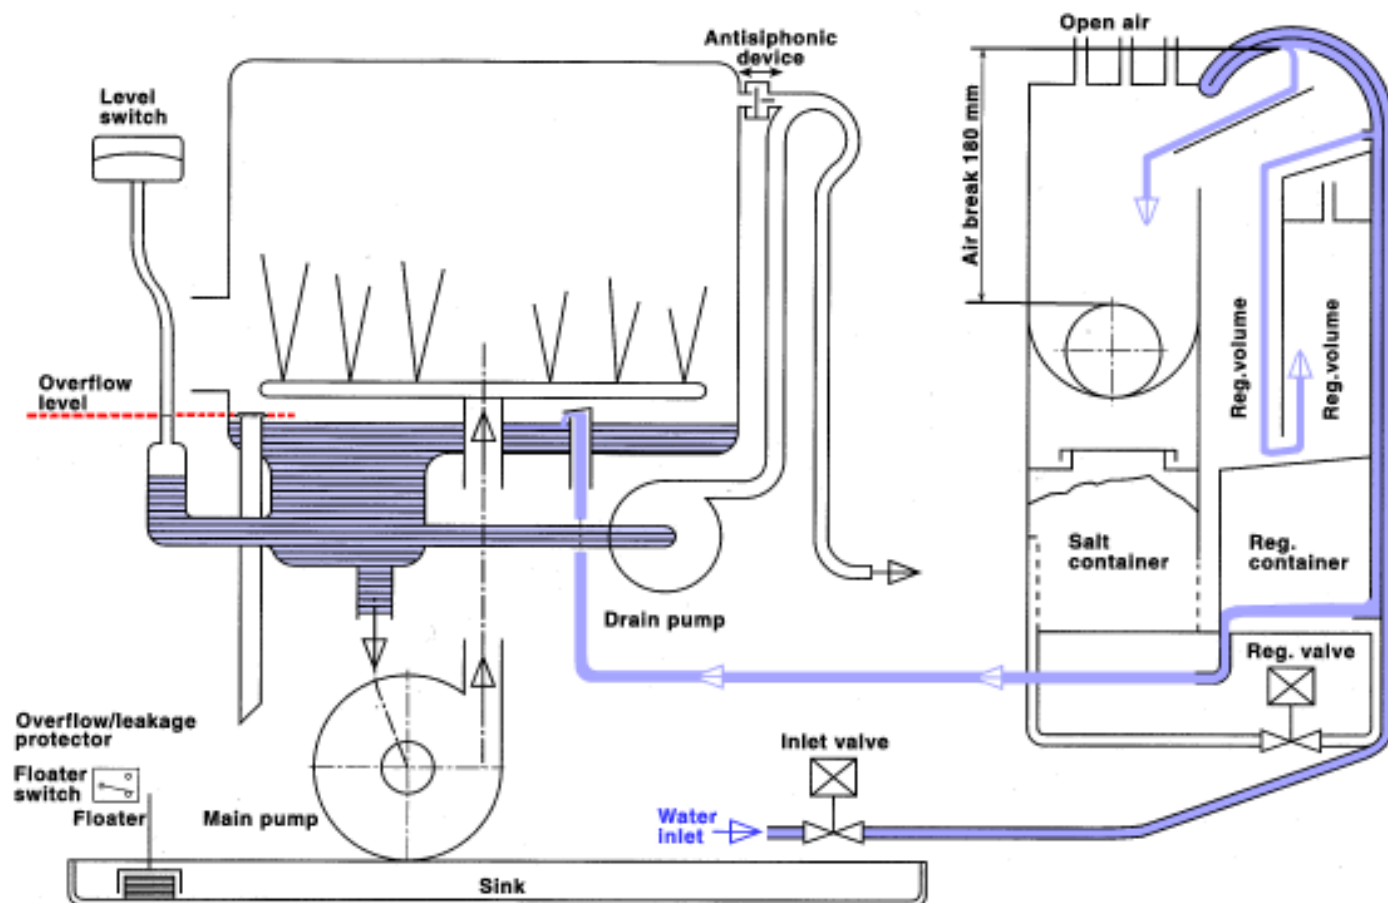 Open air
Antisiphonic
device
Level
switch
Air break 180 mm
Reg.volume
Reg.volume
Overflow
level
Salt
container
Reg.
container
Drain pump
Reg. valve
Overflow/leakage
protector
Inlet valve
Floater
switch
Floater
Main pump
Water
inlet
Sink